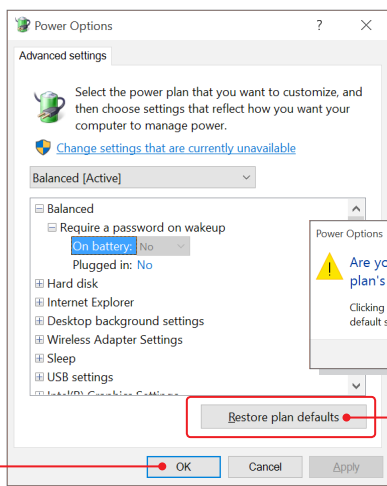 Power Options
?
Advanced settings
Select the power plan that you want to customize, and
then choose settings that reflect how you want your
computer to manage power.
Change settings that are currently unavailable
Balanced [Active]
Balanced
Require a password on wakeup
On battery: No
Plugged in: No
Hard disk
Internet Explorer
Desktop background settings
Wireless Adapter Settings
Sleep
USB settings
Intel(R) Graphics Settings
Power Options
Are yo
plan's
Clicking
default s
Restore plan defaults
OK
Cancel
Apply